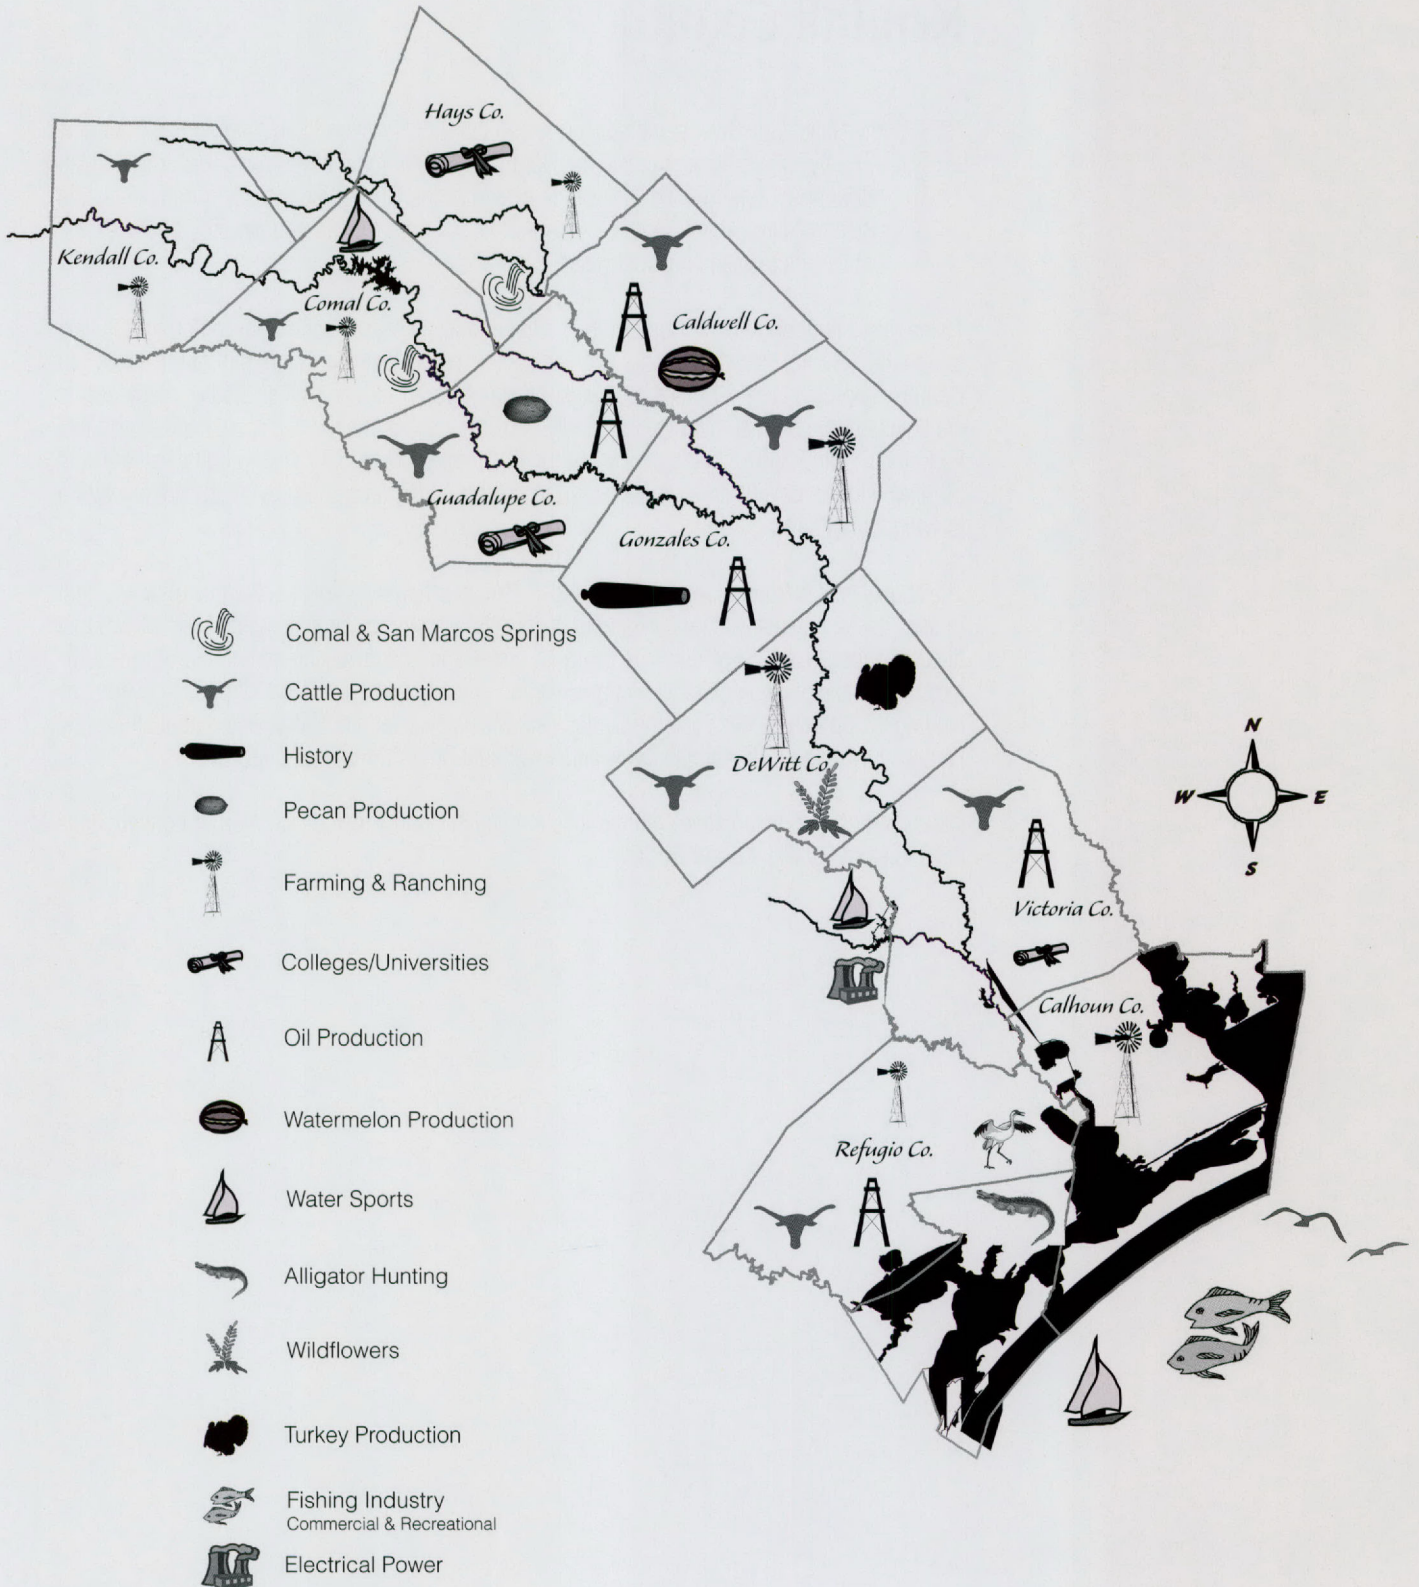 Hays Co.
Kendall Co.
Comal Co.
Caldwell Co.
Guadalupe Co.
Gonzales Co.
DeWitt Co.
Victoria Co.
Calhoun Co.
Refugio Co.
N
W
E
S
Comal & San Marcos Springs
Cattle Production
History
Pecan Production
Farming & Ranching
Colleges/Universities
Oil Production
Watermelon Production
Water Sports
Alligator Hunting
Wildflowers
Turkey Production
Fishing Industry
Commercial & Recreational
Electrical Power